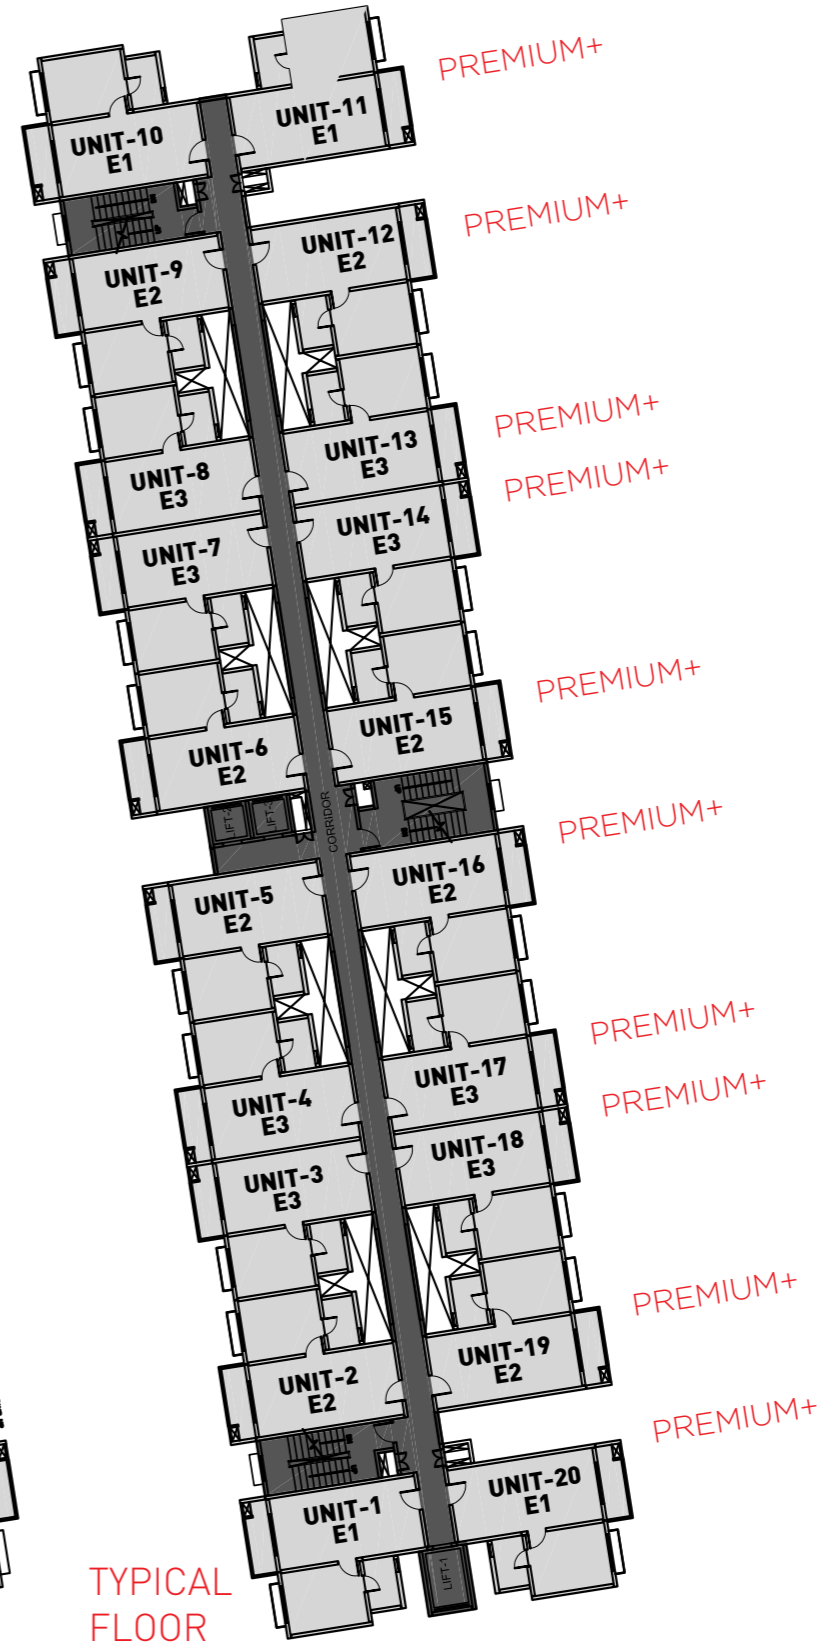 PREMIUM+
UNIT-11
E1
UNIT-10
E1
PREMIUM+
UNIT-12
E2
UNIT-9
E2
PREMIUM+
UNIT-13
E3
UNIT-8
E3
PREMIUM+
UNIT-14
E3
UNIT-7
E3
PREMIUM+
UNIT-15
E2
UNIT-6
E2
CORRIDOR
PREMIUM+
UNIT-16
E2
UNIT-5
E2
PREMIUM+
UNIT-17
E3
UNIT-4
E3
PREMIUM+
UNIT-18
E3
UNIT-3
E3
PREMIUM+
UNIT-19
E2
UNIT-2
E2
PREMIUM+
UNIT-20
E1
UNIT-1
E1
LIFT-1
TYPICAL
FLOOR